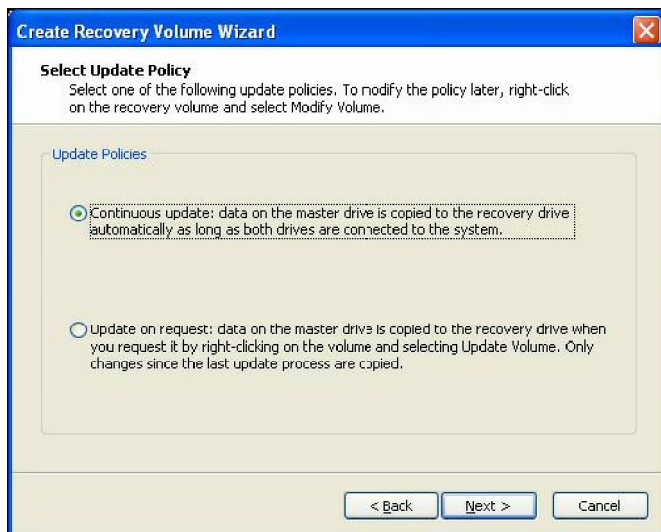 Create Recovery Volume Wizard
Select Update Policy
Select one of the following update policies. To modify the policy later, right-click
on the recovery volume and select Modify Volume.
Update Policies
Continuous update: data on the master drive is copied to the recovery drive
automatically as long as both drives are connected to the system.
Update on request: data on the master drive is copied to the recovery drive when
you request it by right-clicking on the volume and selecting Update Volume. Only
changes since the last update process are copied.
< Back
Next >
Cancel